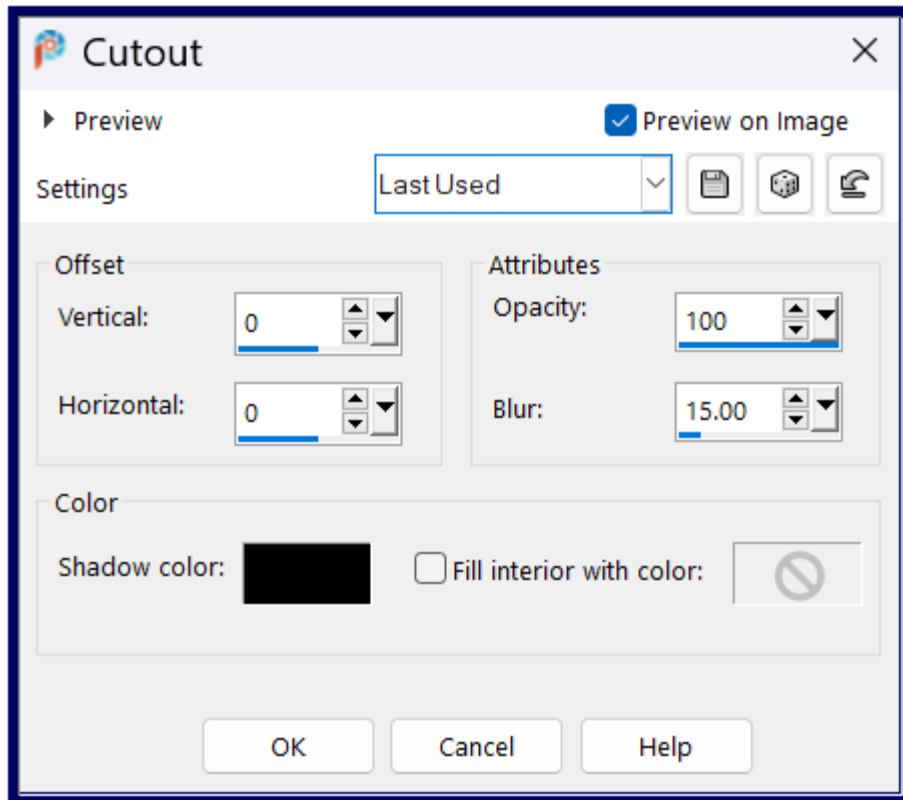 Cutout
Preview
Preview on Image
Settings
Last Used
Offset
Vertical: 0
Horizontal: 0
Attributes
Opacity: 100
Blur: 15.00
Color
Shadow color:
Fill interior with color:
OK
Cancel
Help